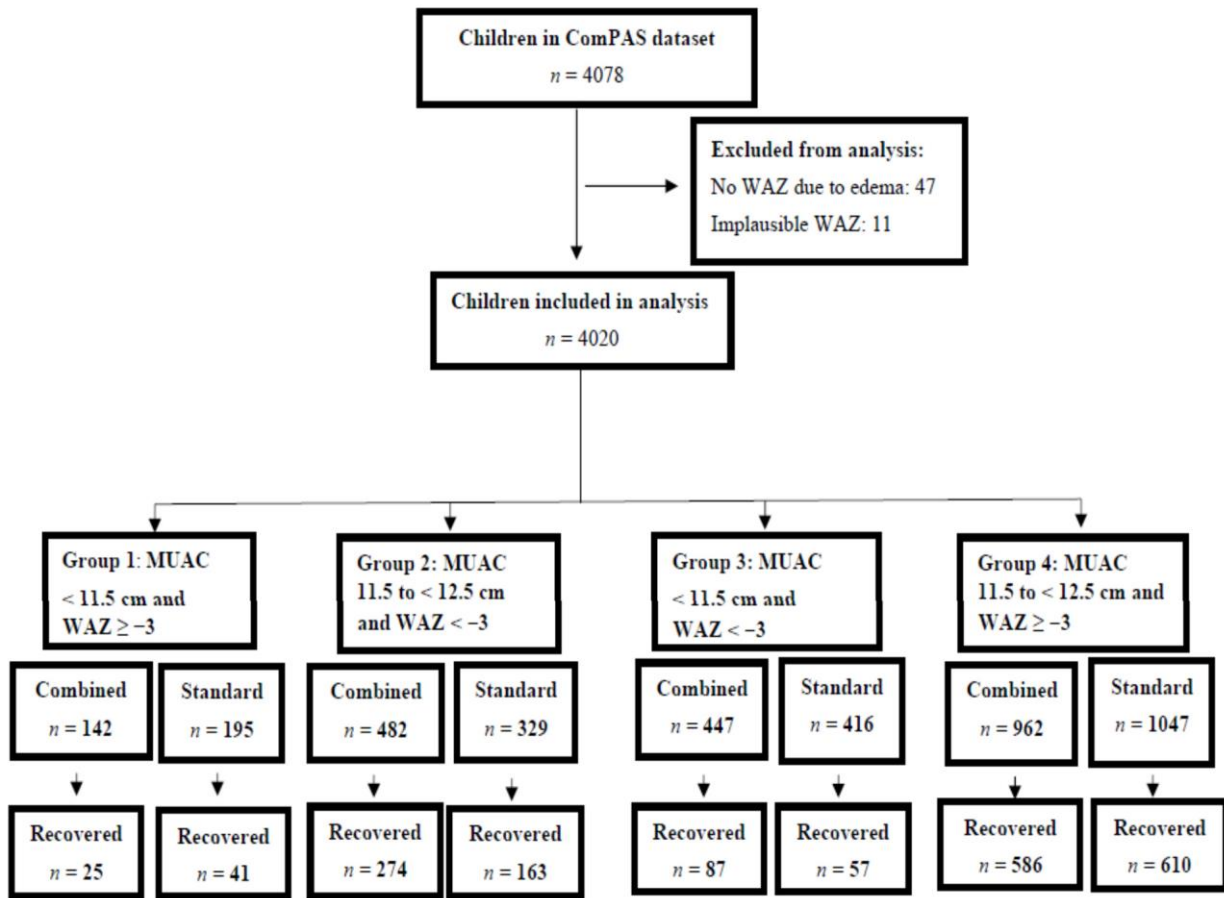 Children in ComPAS dataset
n = 4078
Excluded from analysis:
No WAZ due to edema: 47
Implausible WAZ: 11
Children included in analysis
n = 4020
Group 1: MUAC
< 11.5 cm and
WAZ ≥ −3
Group 2: MUAC
11.5 to < 12.5 cm
and WAZ < −3
Group 3: MUAC
< 11.5 cm and
WAZ < −3
Group 4: MUAC
11.5 to < 12.5 cm and
WAZ ≥ −3
Combined
n = 142
Standard
n = 195
Combined
n = 482
Standard
n = 329
Combined
n = 447
Standard
n = 416
Combined
n = 962
Standard
n = 1047
Recovered
n = 25
Recovered
n = 41
Recovered
n = 274
Recovered
n = 163
Recovered
n = 87
Recovered
n = 57
Recovered
n = 586
Recovered
n = 610